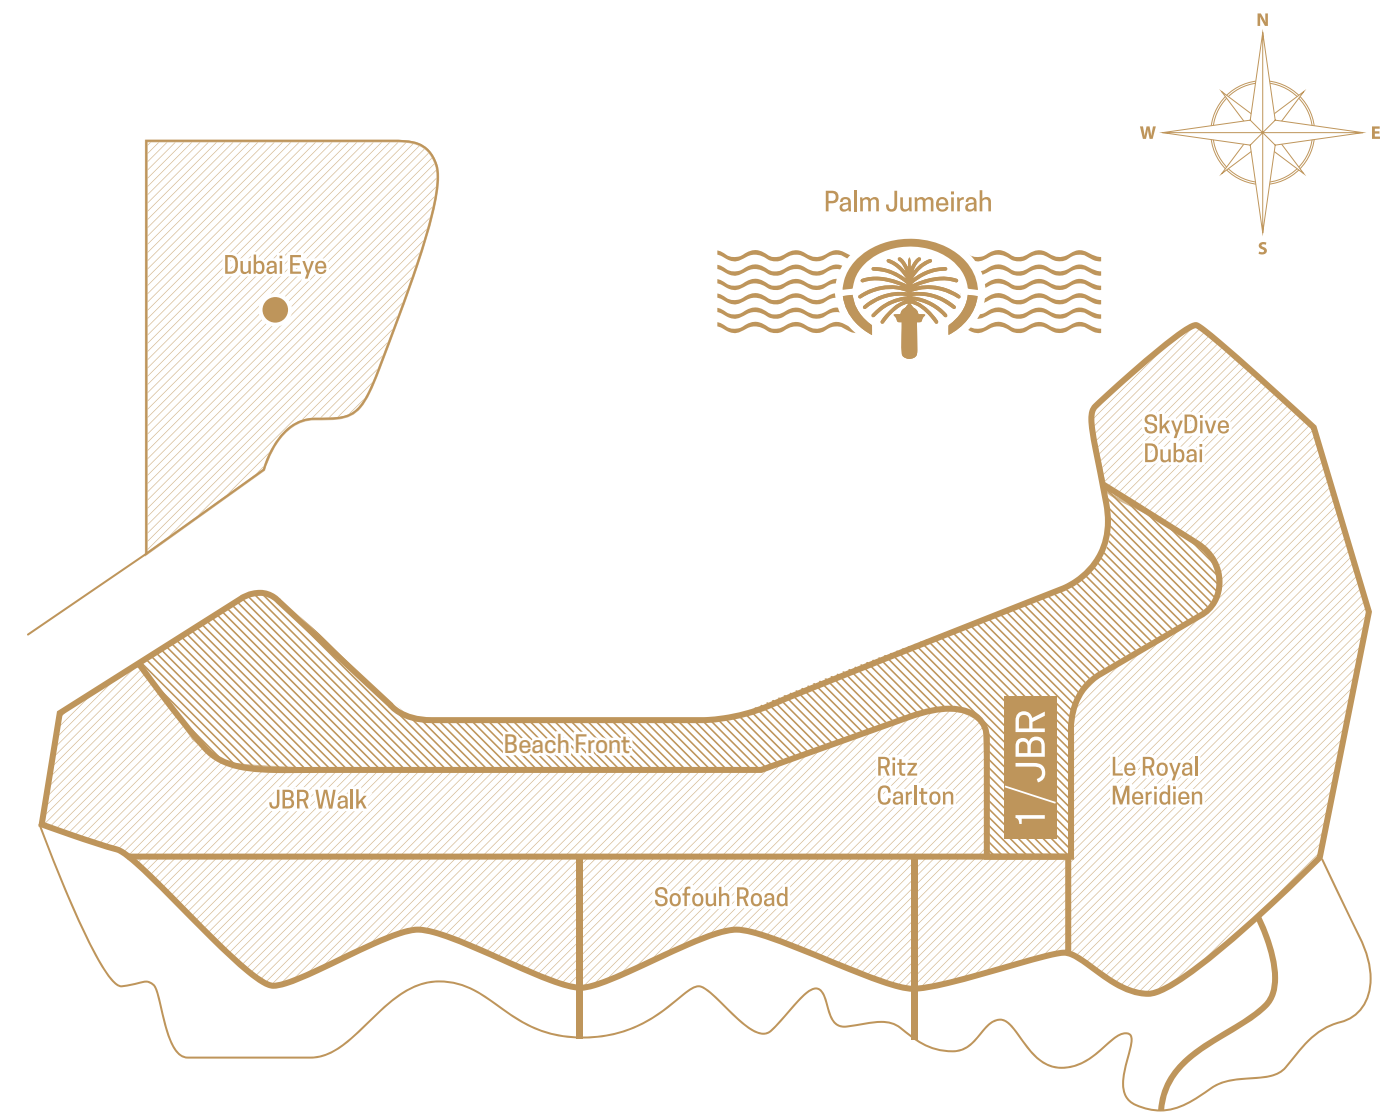 N
W
E
S
Palm Jumeirah
Dubai Eye
SkyDive
Dubai
Beach Front
JBR Walk
Ritz
Carlton
1 / JBR
Le Royal
Meridien
Sofouh Road